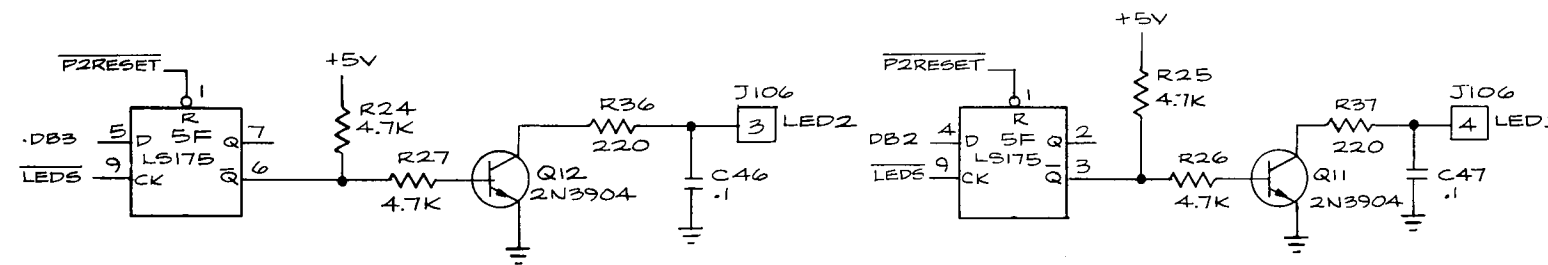 P2RESET
1
+5V
R24
4.7K
R
5F
LS175
.DB3
5
D
Q
7
LEDS
9
CK
Q
6
R27
4.7K
Q12
2N3904
R36
220
J106
3
LED2
C46
.1
+5V
P2RESET
1
R25
4.7K
R
5F
LS175
DB2
4
D
Q
2
LEDS
9
CK
Q
3
R26
4.7K
Q11
2N3904
R37
220
J106
4
LED.
C47
.1